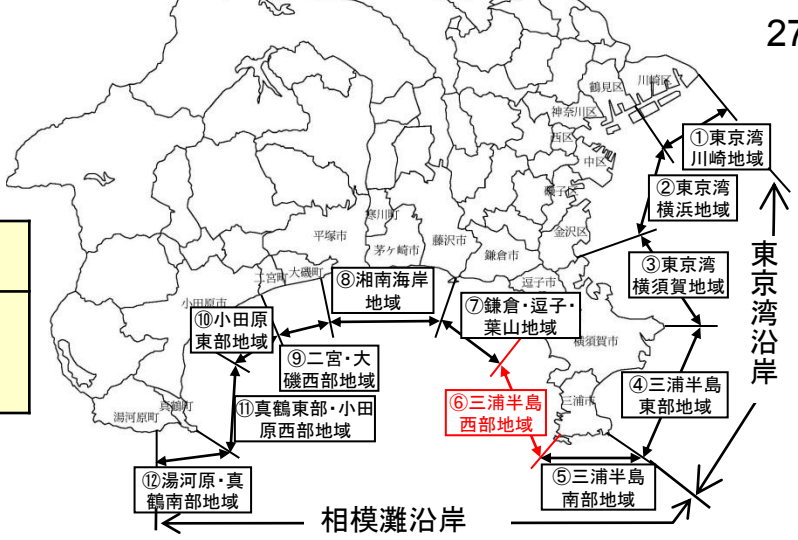 27
川崎区
鶴見区
神奈川区
西区
中区
磯子区
金沢区
①東京湾
川崎地域
②東京湾
横浜地域
③東京湾
横須賀地域
東京湾沿岸
寒川町
平塚市
茅ヶ崎市
藤沢市
鎌倉市
逗子市
二宮町
大磯町
⑧湘南海岸
地域
⑦鎌倉・逗子・
葉山地域
小田原市
⑩小田原
東部地域
横須賀市
⑨二宮・大
磯西部地域
④三浦半島
東部地域
⑥三浦半島
西部地域
三浦市
⑪真鶴東部・小田
原西部地域
真鶴町
湯河原町
⑫湯河原・真
鶴南部地域
⑤三浦半島
南部地域
相模灘沿岸